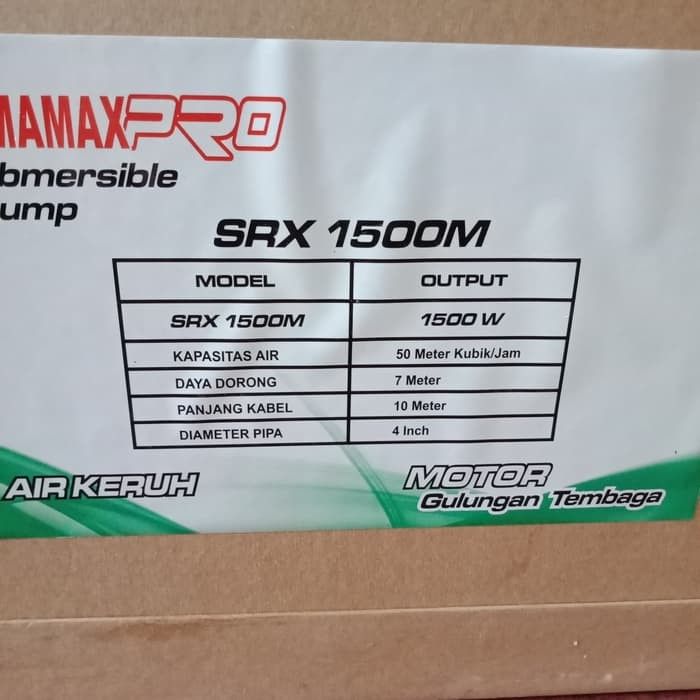 MAMAXPRO
bmersible
ump
SRX 1500M
MODEL OUTPUT
SRX 1500M 1500 W
KAPASITAS AIR 50 Meter Kubik/Jam
DAYA DORONG 7 Meter
PANJANG KABEL 10 Meter
DIAMETER PIPA 4 Inch
AIR KERUH
MOTOR
Gulungan Tembaga